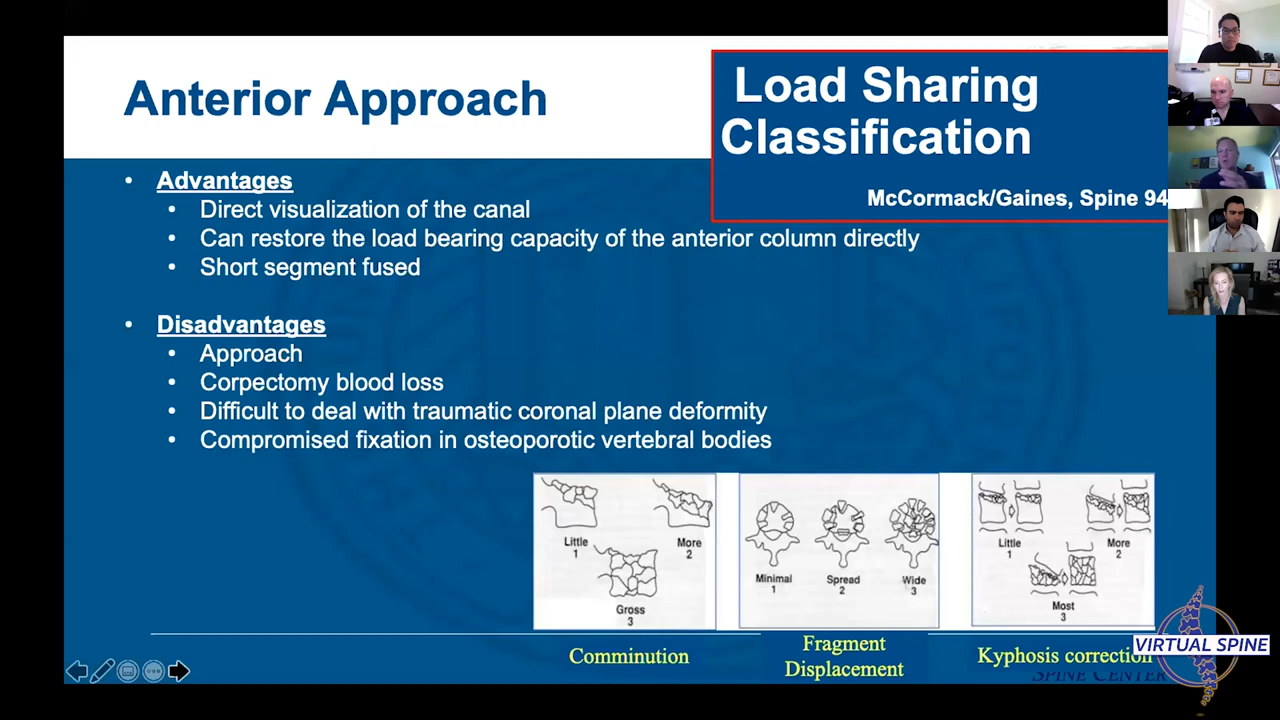 Anterior Approach
Load Sharing
Classification
McCormack/Gaines, Spine 94
• Advantages
• Direct visualization of the canal
• Can restore the load bearing capacity of the anterior column directly
• Short segment fused
• Disadvantages
• Approach
• Corpectomy blood loss
• Difficult to deal with traumatic coronal plane deformity
• Compromised fixation in osteoporotic vertebral bodies
Little
1
More
2
Gross
3
Minimal
1
Spread
2
Wide
3
Little
1
More
2
Most
3
Comminution
Fragment
Displacement
Kyphosis correction
SPINE CENTER
VIRTUAL SPINE